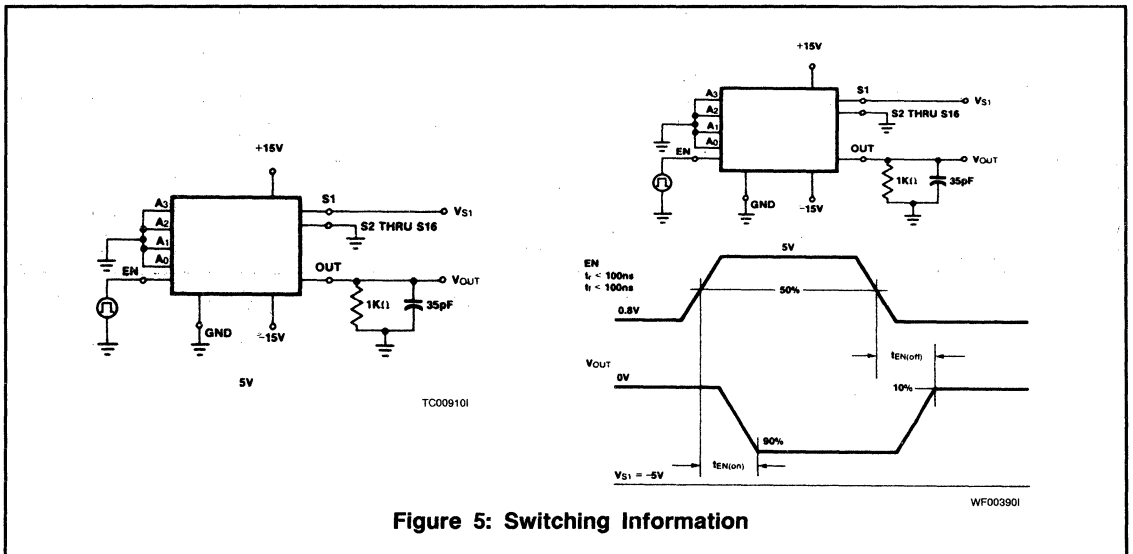 +15V
A3
A2
A1
A0
EN
S1
VS1
S2 THRU S16
OUT
VOUT
1KΩ
35pF
GND
-15V
5V
TC00910I
+15V
A3
A2
A1
A0
EN
S1
VS1
S2 THRU S16
OUT
VOUT
1KΩ
35pF
GND
-15V
5V
EN
tr < 100ns
tf < 100ns
50%
0.8V
tEN(off)
VOUT
0V
10%
90%
tEN(on)
VS1 = -5V
WF00390I
Figure 5: Switching Information